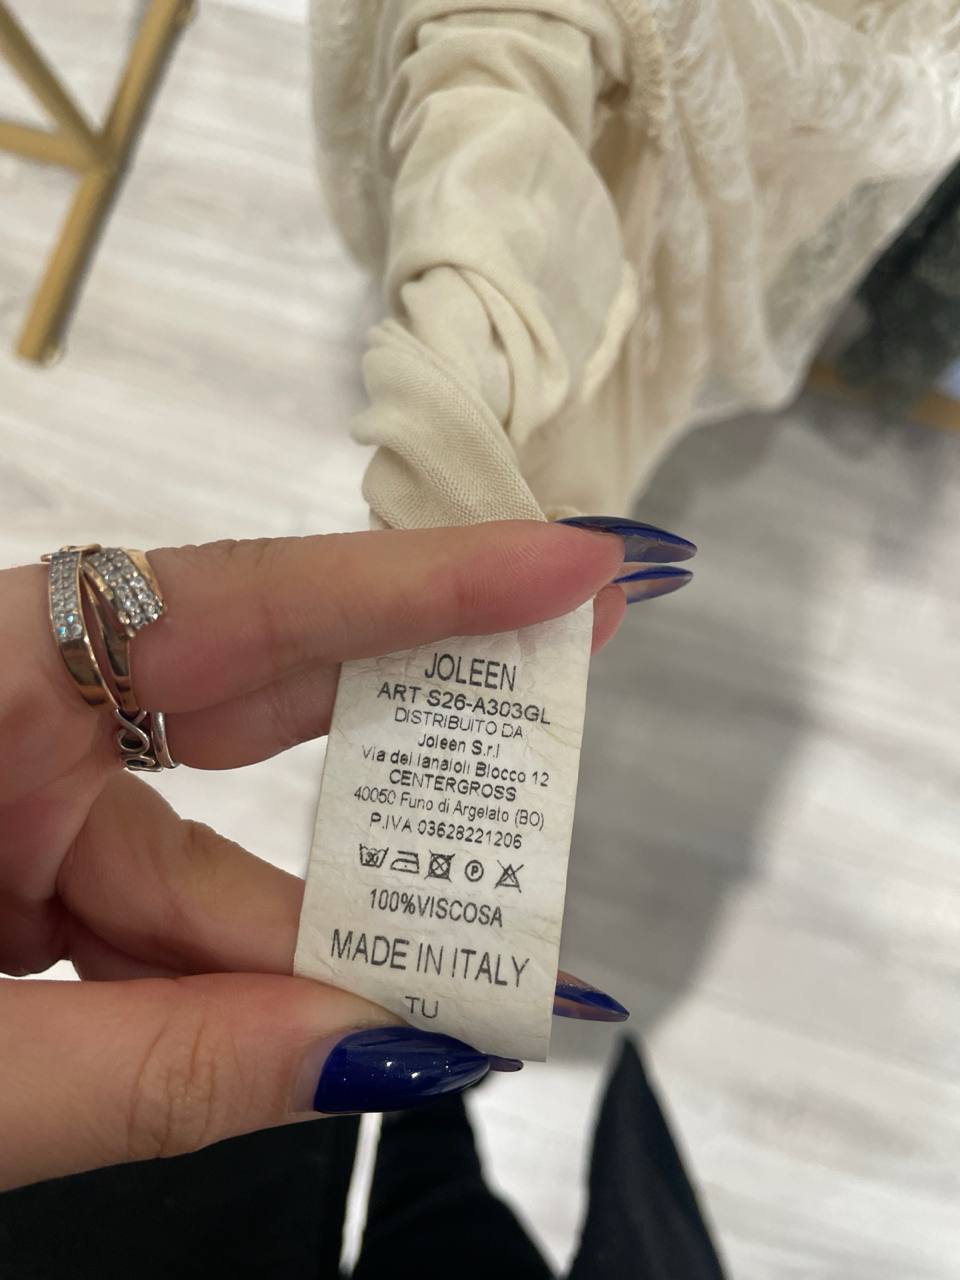 JOLEEN
ART S26-A303GL
DISTRIBUITO DA
Joleen S.r.l
Via dei lanaioli Blocco 12
CENTERGROSS
40050 Funo di Argelato (BO)
P.IVA 03628221206
30 P
100%VISCOSA
MADE IN ITALY
TU